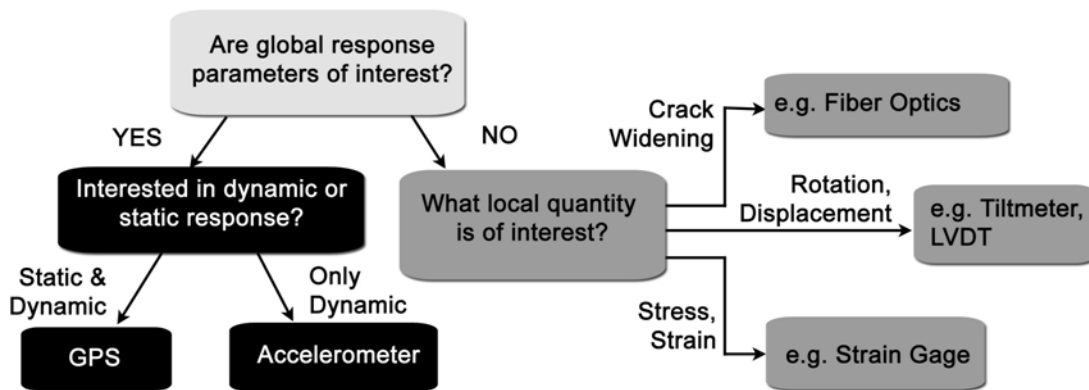 Are global response
parameters of interest?
YES
NO
Interested in dynamic or
static response?
Static &
Dynamic
Only
Dynamic
GPS
Accelerometer
What local quantity
is of interest?
Crack
Widening
e.g. Fiber Optics
Rotation,
Displacement
e.g. Tiltmeter,
LVDT
Stress,
Strain
e.g. Strain Gage